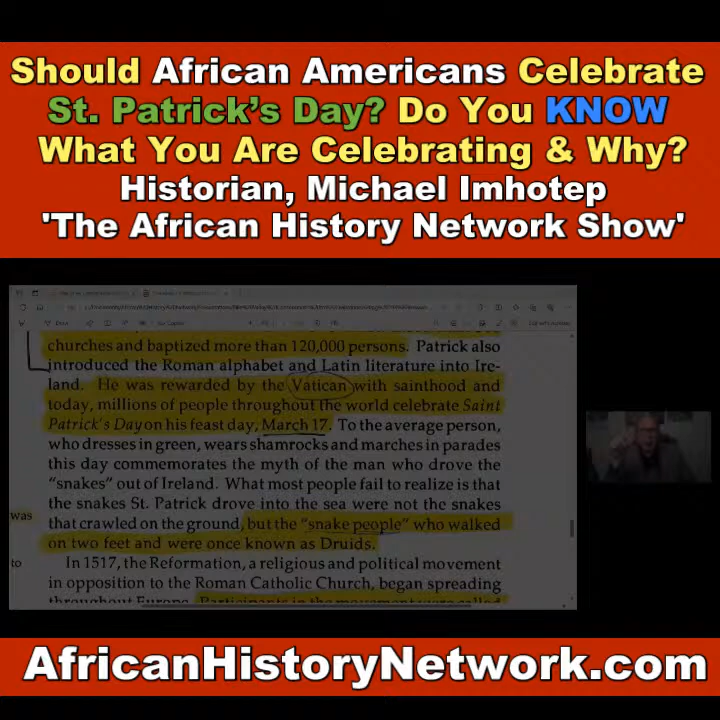 Should African Americans Celebrate
St. Patrick's Day? Do You KNOW
What You Are Celebrating & Why?
Historian, Michael Imhotep
'The African History Network Show'
churches and baptized more than 120,000 persons. Patrick also
introduced the Roman alphabet and Latin literature into Ire-
land. He was rewarded by the Vatican with sainthood and
today, millions of people throughout the world celebrate Saint
Patrick's Day on his feast day, March 17. To the average person,
who dresses in green, wears shamrocks and marches in parades
this day commemorates the myth of the man who drove the
"snakes" out of Ireland. What most people fail to realize is that
the snakes St. Patrick drove into the sea were not the snakes
was
that crawled on the ground, but the "snake people" who walked
on two feet and were once known as Druids.
to
In 1517, the Reformation, a religious and political movement
in opposition to the Roman Catholic Church, began spreading
throughout Europe. Participants in the movement were called
AfricanHistoryNetwork.com